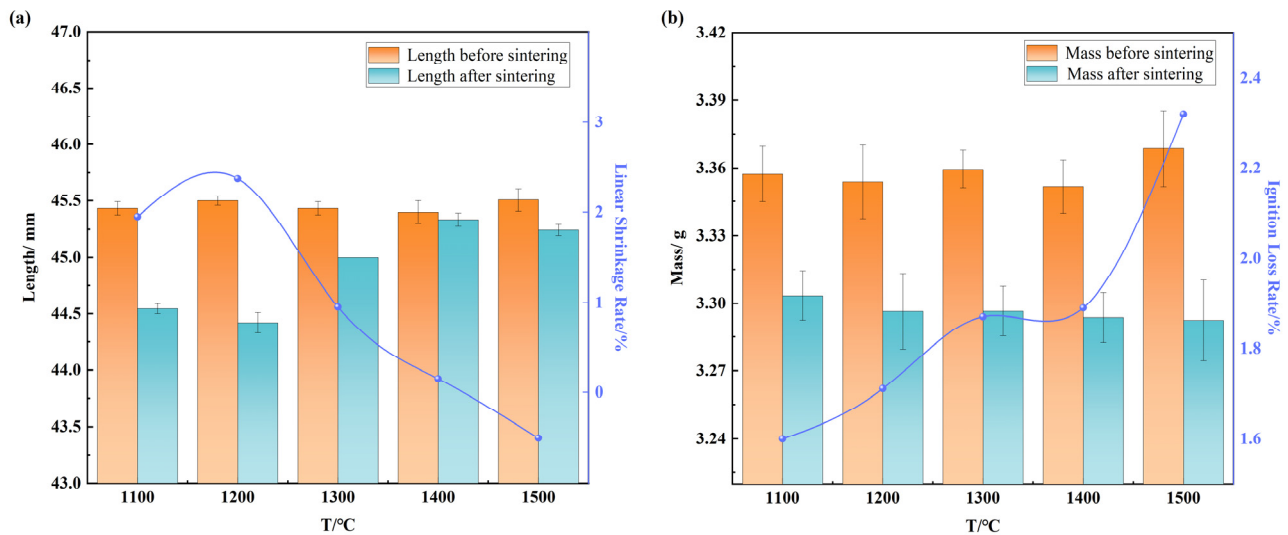 (a)
Length before sintering
Length after sintering
47.0
46.5
46.0
45.5
45.0
44.5
44.0
43.5
43.0
Length/ mm
3
2
1
0
Linear Shrinkage Rate/%
1100 1200 1300 1400 1500
T/°C
(b)
Mass before sintering
Mass after sintering
3.42
3.39
3.36
3.33
3.30
3.27
3.24
Mass/ g
2.4
2.2
2.0
1.8
1.6
Ignition Loss Rate/%
1100 1200 1300 1400 1500
T/°C